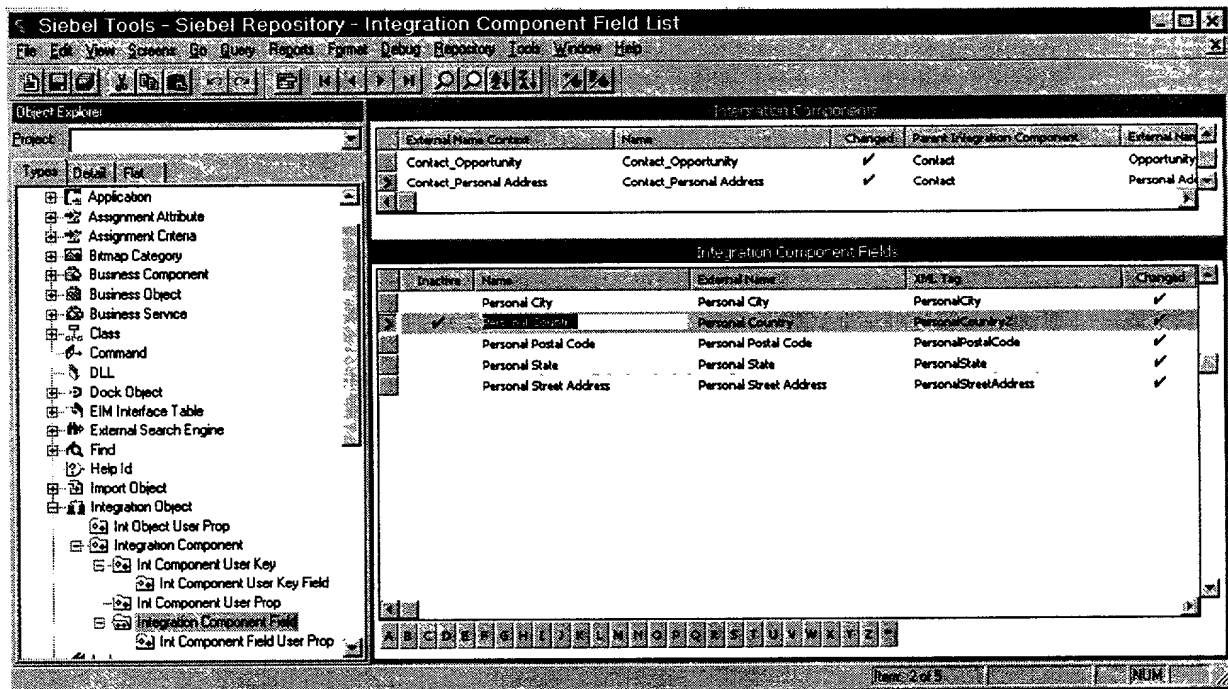 Siebel Tools - Siebel Repository - Integration Component Field List
File Edit View Screens Go Query Reports Format Debug Repository Tools Window Help
Object Explorer
Project:
Types Detail Flat
Application
Assignment Attribute
Assignment Criteria
Bitmap Category
Business Component
Business Object
Business Service
Class
Command
DLL
Dock Object
EIM Interface Table
External Search Engine
Find
Help Id
Import Object
Integration Object
Int Object User Prop
Integration Component
Int Component User Key
Int Component User Key Field
Int Component User Prop
Integration Component Field
Int Component Field User Prop
Integration Components
External Name Context Name Changed Parent Integration Component External Nam
Contact_Opportunity Contact_Opportunity ✔ Contact Opportunity
Contact_Personal Address Contact_Personal Address ✔ Contact Personal Add
Integration Component Fields
Inactive Name External Name XML Tag Changed
Personal City Personal City PersonalCity ✔
✔ Personal Country Personal Country PersonalCountry2 ✔
Personal Postal Code Personal Postal Code PersonalPostalCode ✔
Personal State Personal State PersonalState ✔
Personal Street Address Personal Street Address PersonalStreetAddress ✔
A B C D E F G H I J K L M N O P Q R S T U V W X Y Z *
Item: 2 of 5 NUM